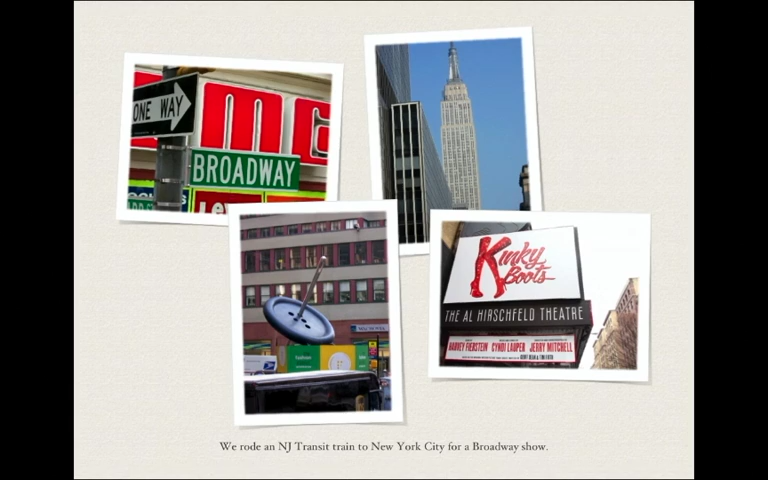 ONE WAY
BROADWAY
Kinky
Boots
THE AL HIRSCHFELD THEATRE
HARVEY FIERSTEIN CYNDI LAUPER JERRY MITCHELL
We rode an NJ Transit train to New York City for a Broadway show.